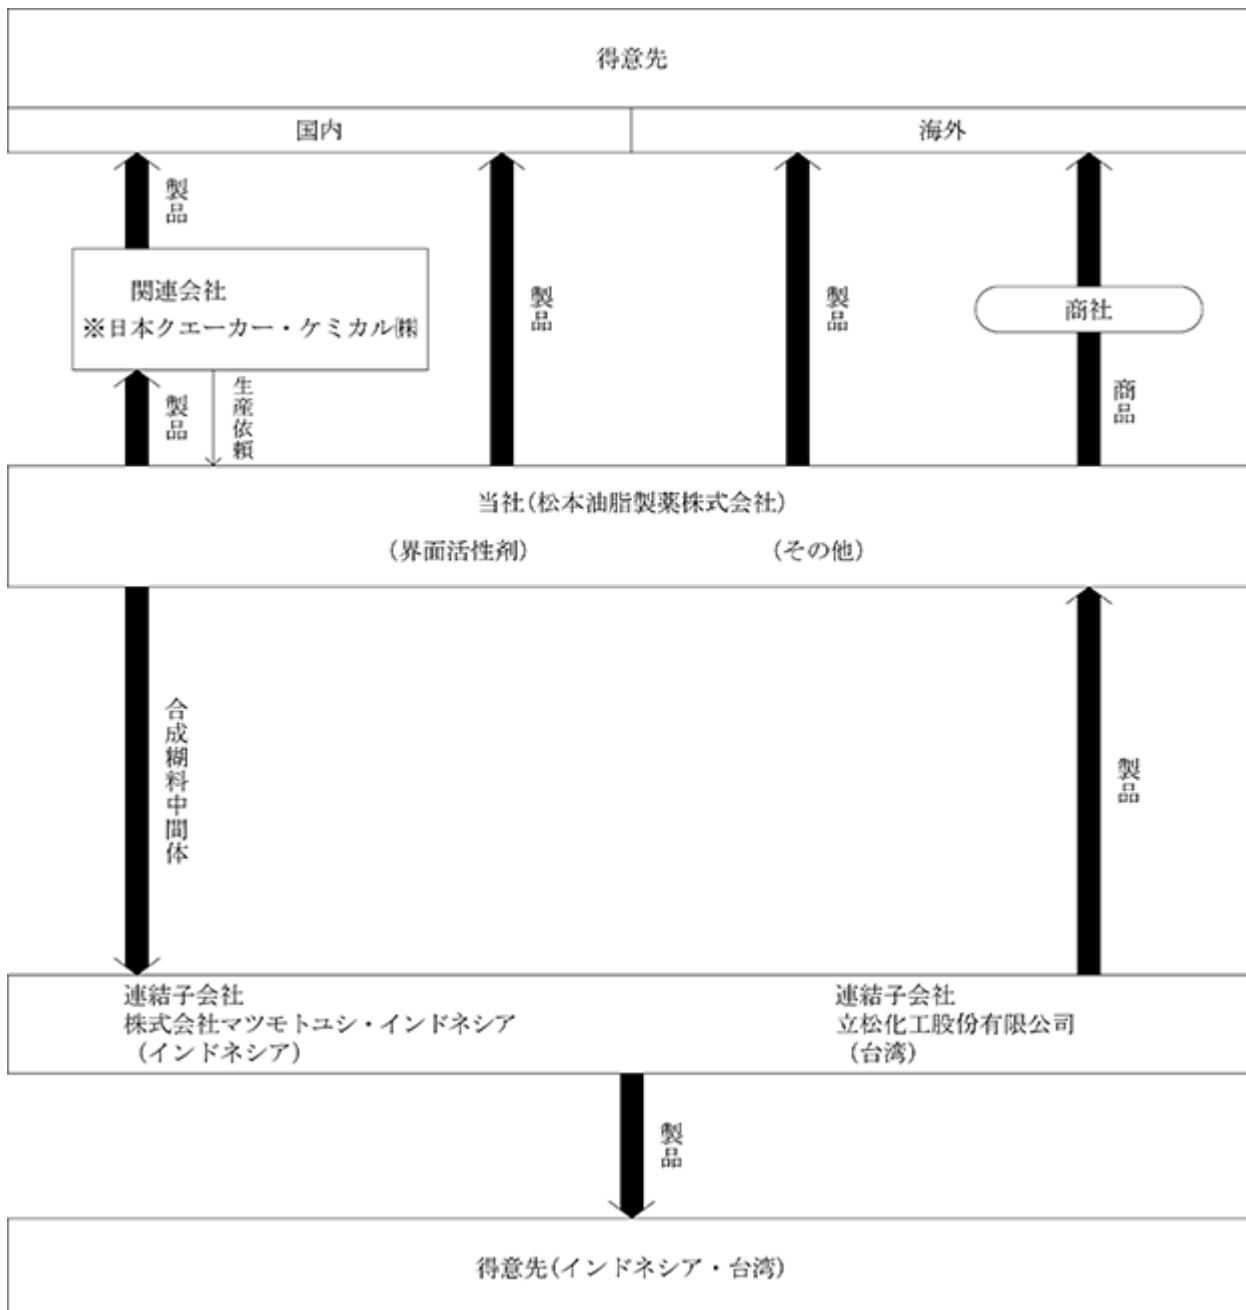 得意先
国内
海外
製品
関連会社
※日本クエーカー・ケミカル㈱
製品
製品
商社
製品
生産依頼
商品
当社(松本油脂製薬株式会社)
(界面活性剤)
(その他)
合成糊料中間体
製品
連結子会社
株式会社マツモトユシ・インドネシア
(インドネシア)
連結子会社
立松化工股份有限公司
(台湾)
製品
得意先(インドネシア・台湾)